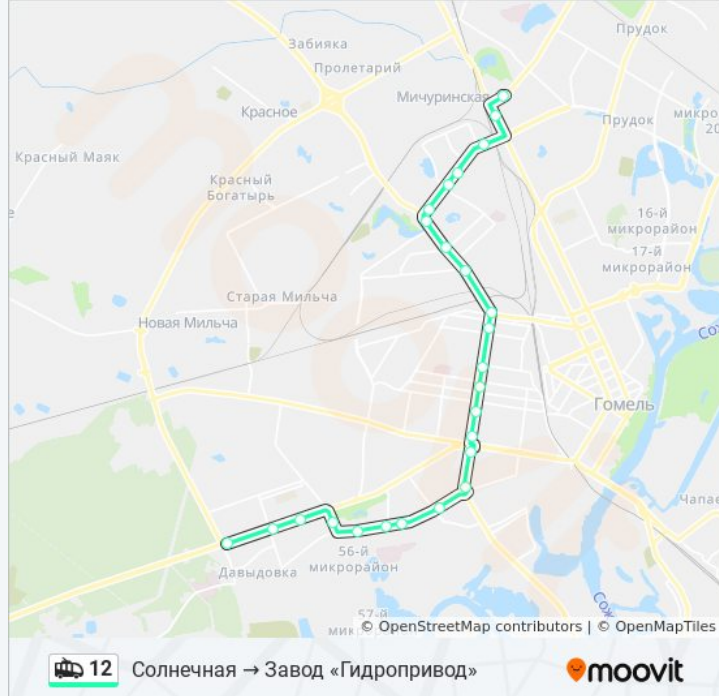 Забияка
Прудок
Пролетарий
Мичуринская
Красное
Прудок
Красный Маяк
Красный
Богатырь
16-й
микрорайон
17-й
микрорайон
Старая Мильча
Новая Мильча
Гомель
56-й
микрорайон
Давыдовка
57-й
© OpenStreetMap contributors | © OpenMapTiles
12 Солнечная → Завод «Гидропривод»
moovit